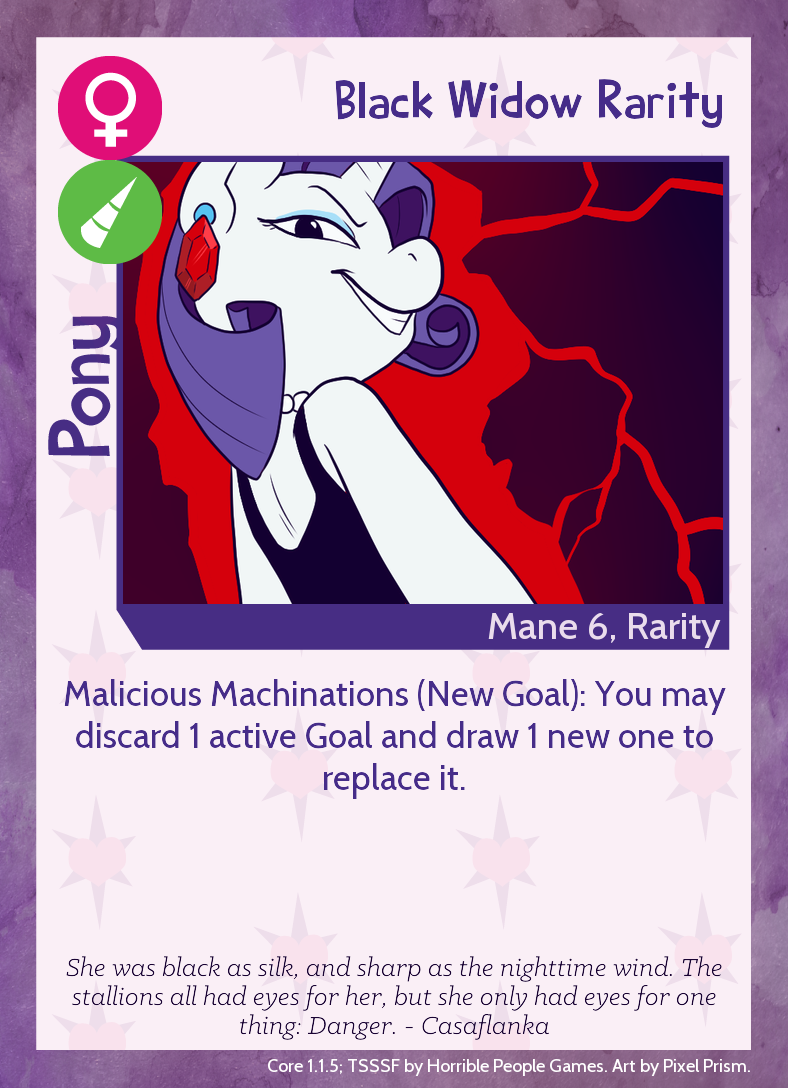 Black Widow Rarity
Pony
Mane 6, Rarity
Malicious Machinations (New Goal): You may
discard 1 active Goal and draw 1 new one to
replace it.
She was black as silk, and sharp as the nighttime wind. The
stallions all had eyes for her, but she only had eyes for one
thing: Danger. - Casaflanka
Core 1.1.5; TSSSF by Horrible People Games. Art by Pixel Prism.